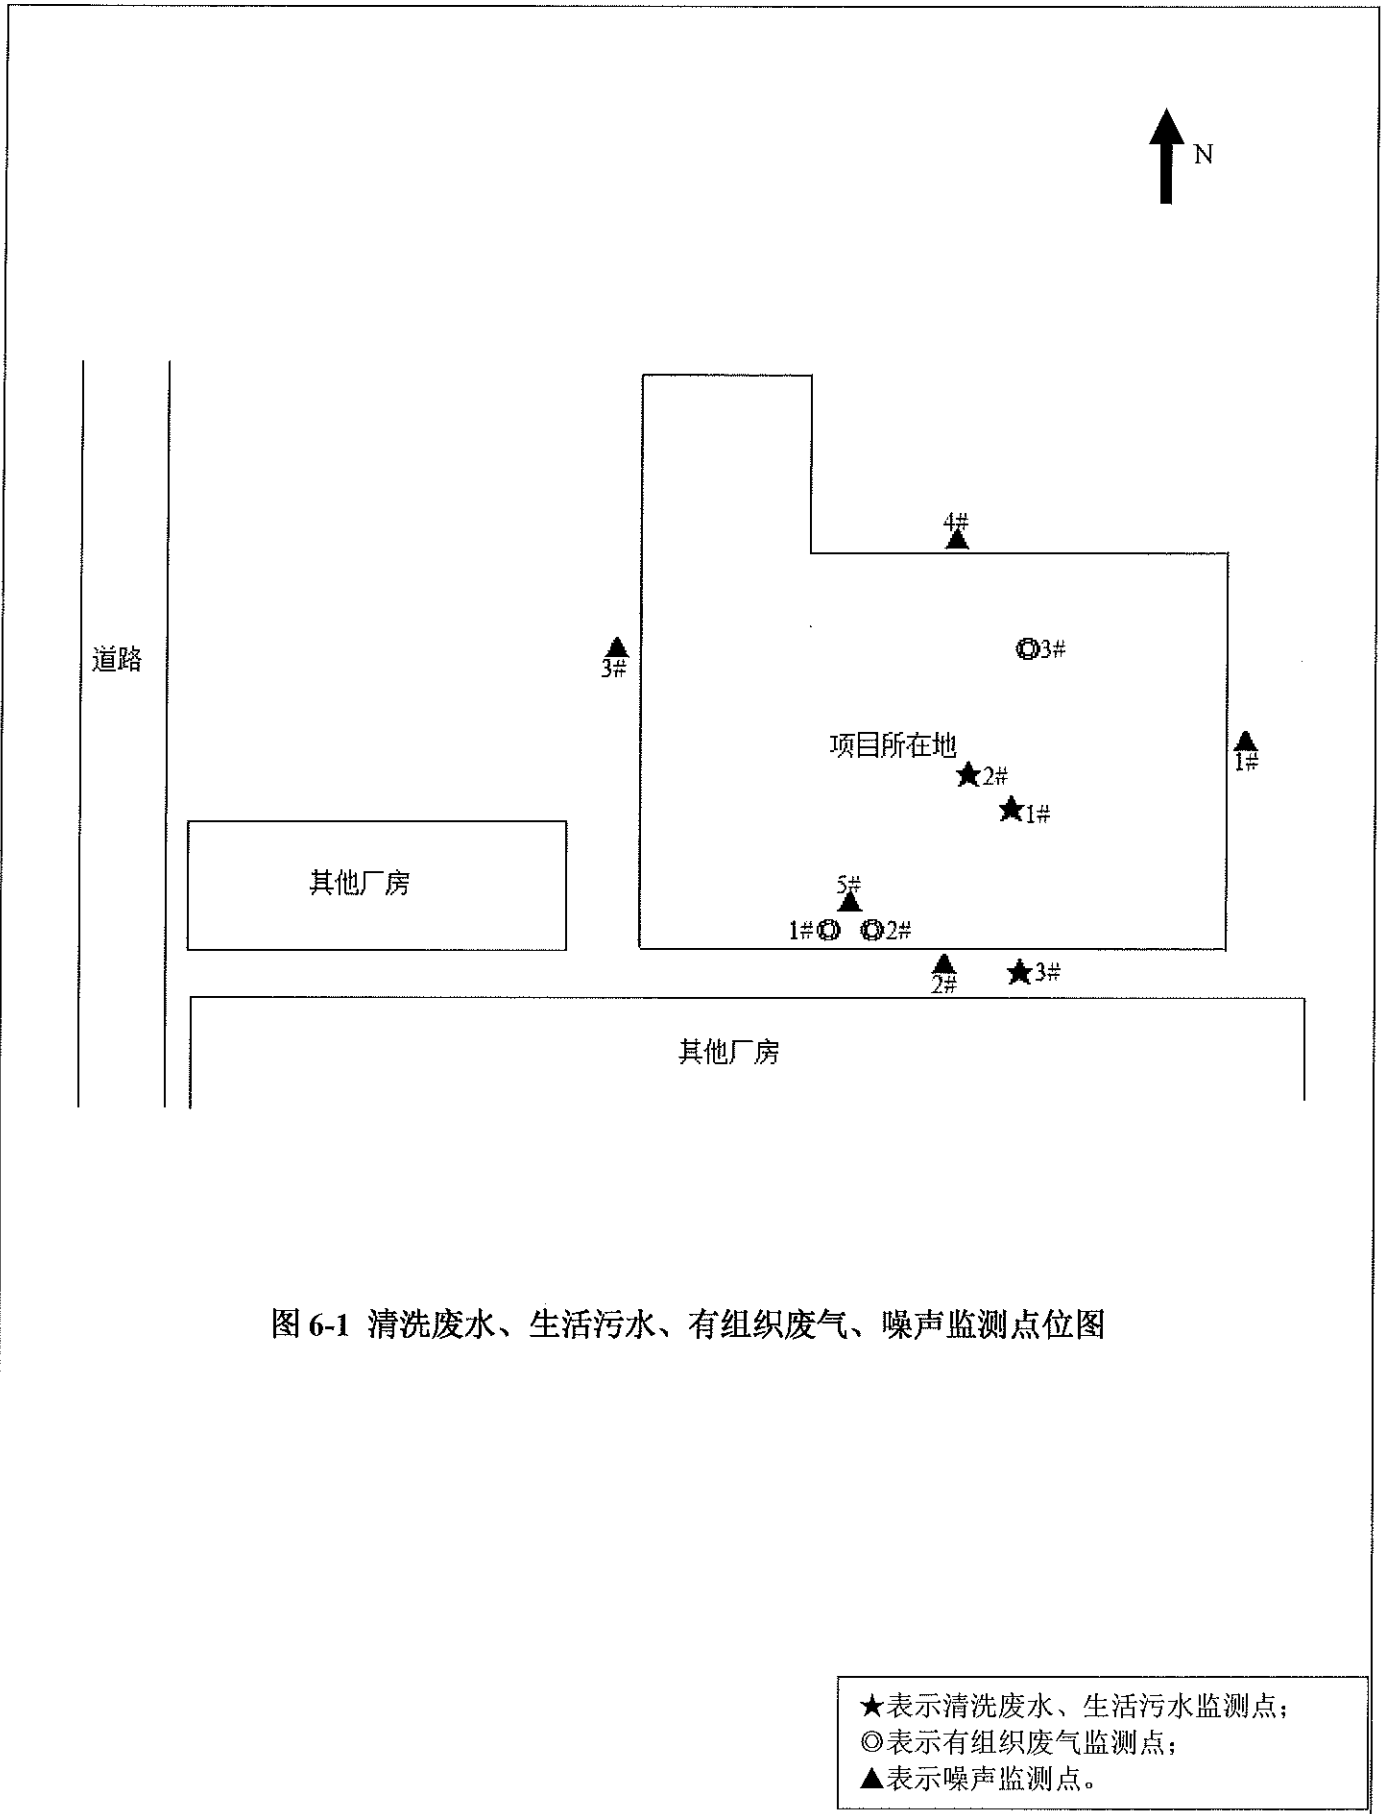 N
4#
◎3#
道路
3#
项目所在地
1#
★2#
★1#
其他厂房
5#
1#◎ ◎2#
2#
★3#
其他厂房
图 6-1 清洗废水、生活污水、有组织废气、噪声监测点位图
★表示清洗废水、生活污水监测点；
◎表示有组织废气监测点；
▲表示噪声监测点。